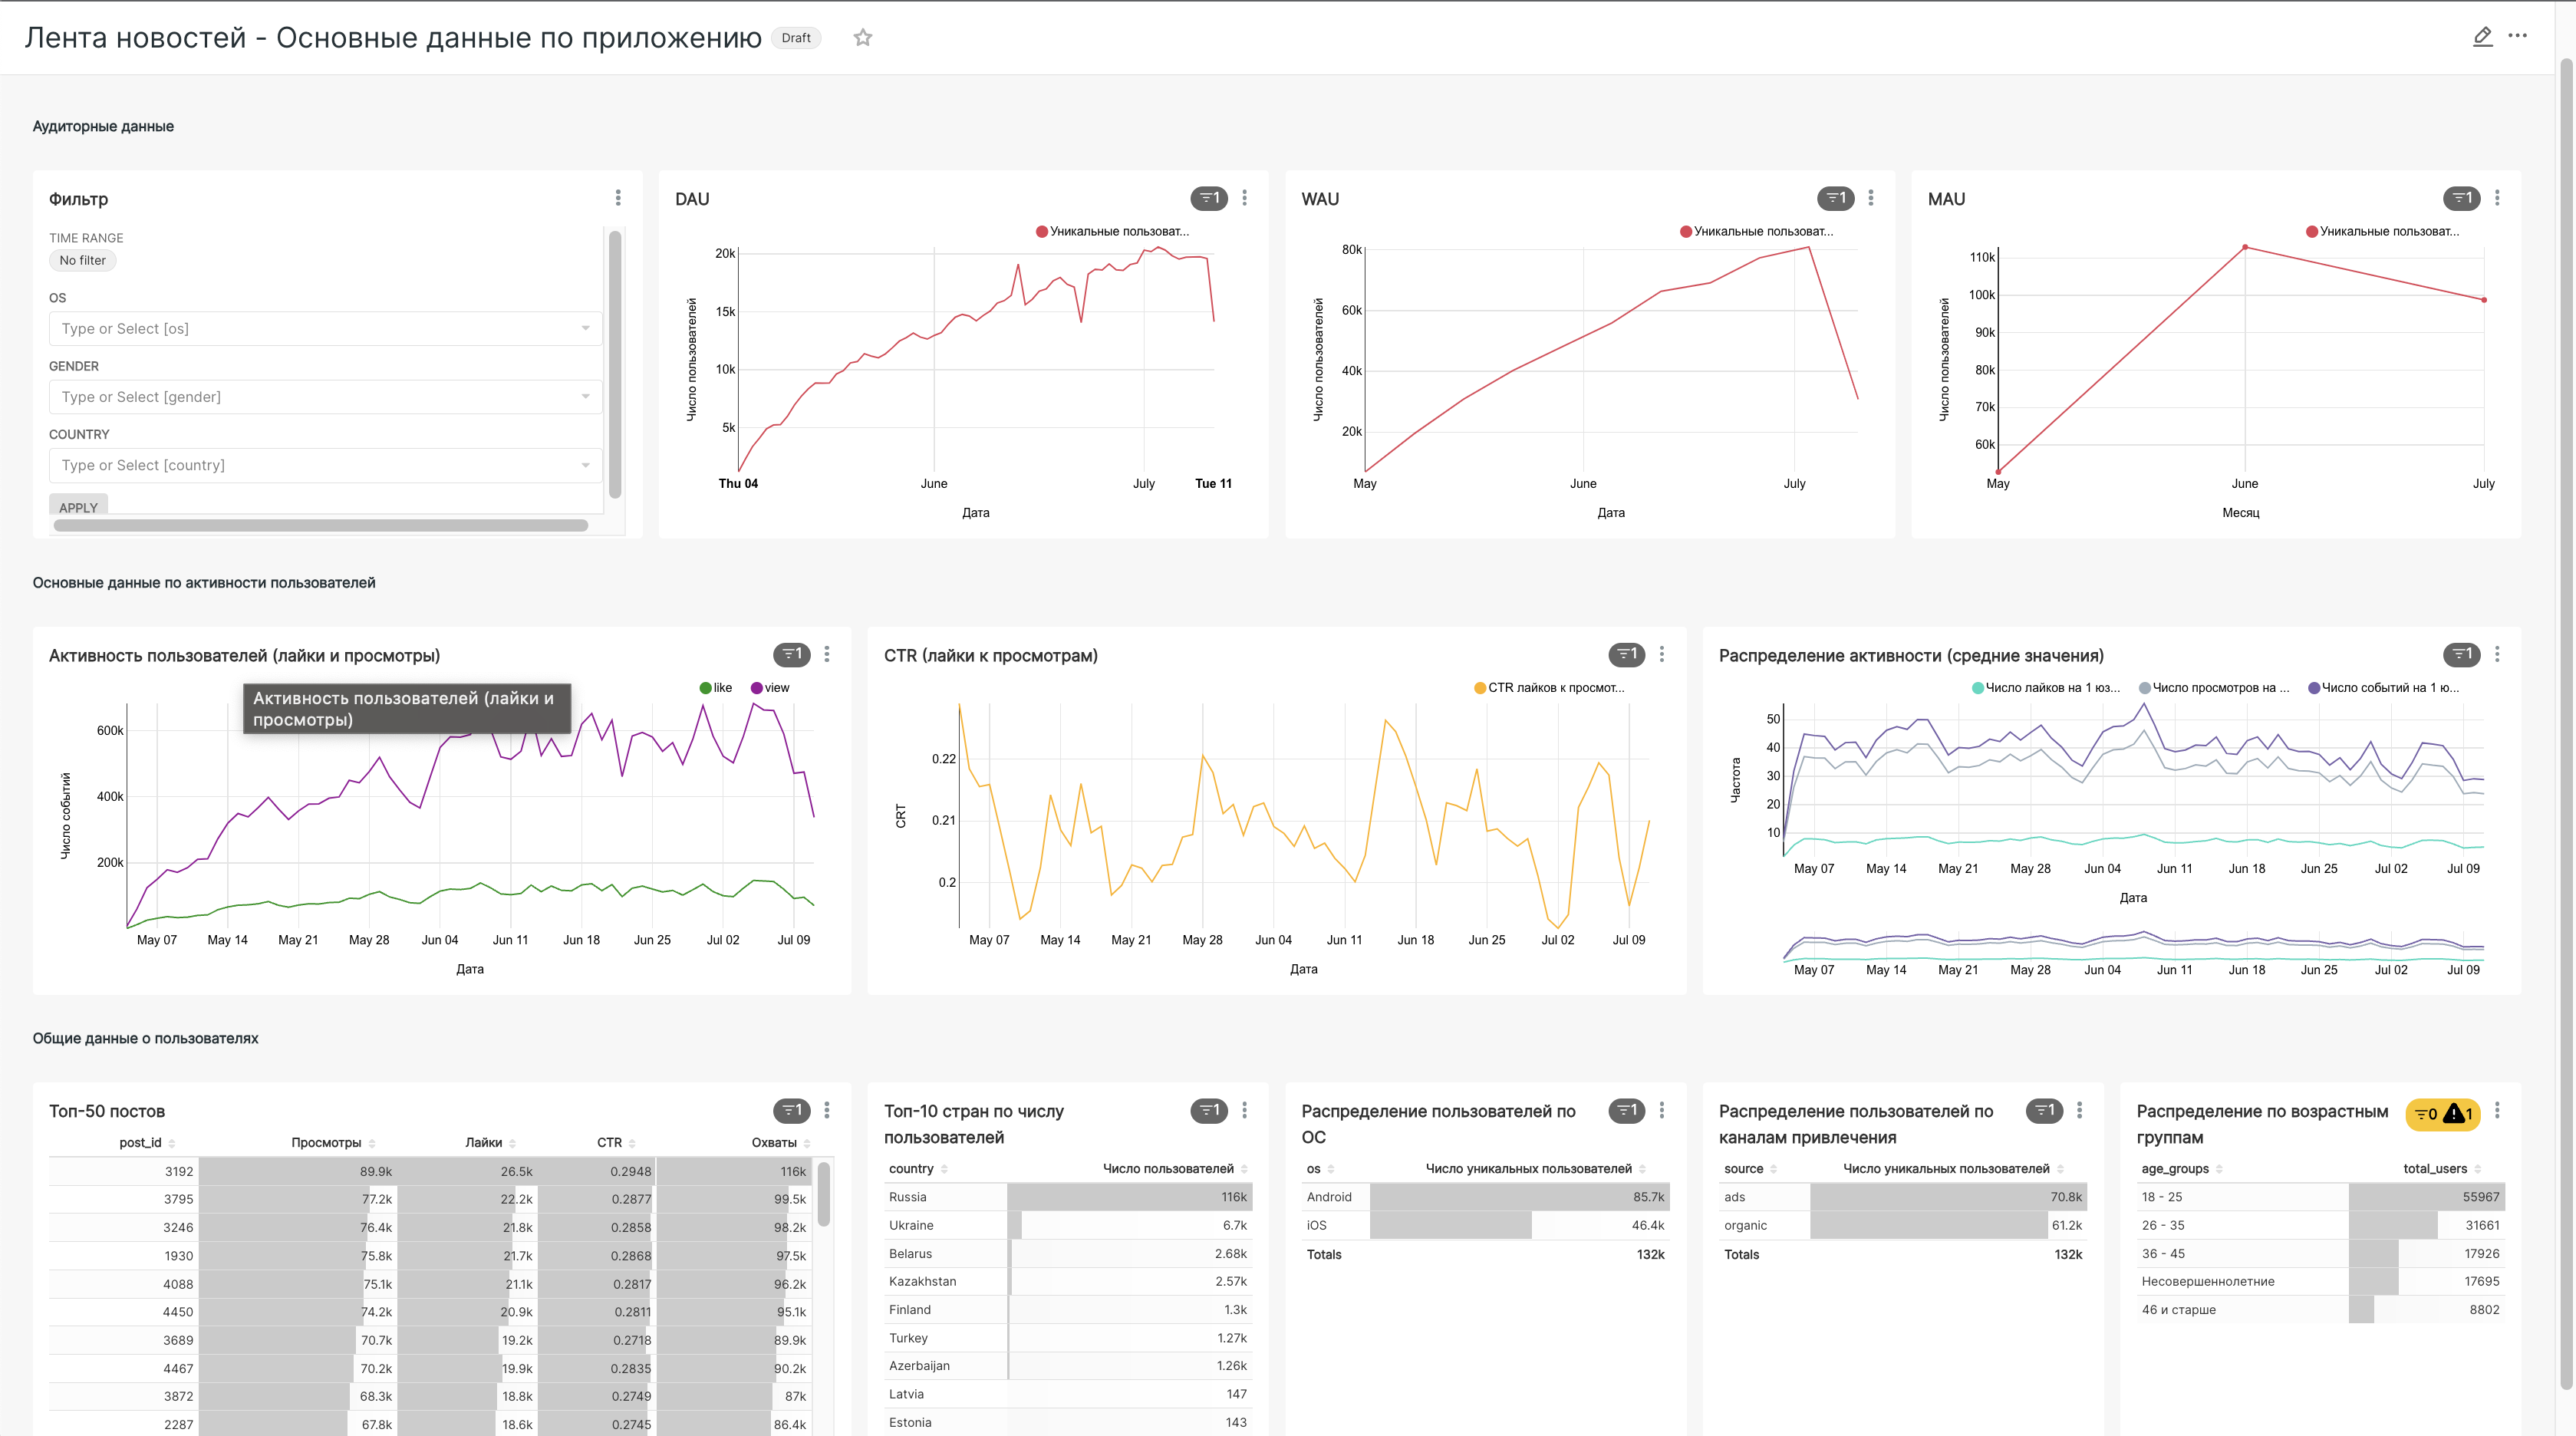 Лента новостей - Основные данные по приложению Draft
Аудиторные данные
Фильтр
TIME RANGE
No filter
OS
Type or Select [os]
GENDER
Type or Select [gender]
COUNTRY
Type or Select [country]
APPLY
DAU
1
Уникальные пользоват...
20k
15k
10k
5k
Число пользователей
Thu 04 June July Tue 11
Дата
WAU
1
Уникальные пользоват...
80k
60k
40k
20k
Число пользователей
May June July
Дата
MAU
1
Уникальные пользоват...
110k
100k
90k
80k
70k
60k
Число пользователей
May June July
Месяц
Основные данные по активности пользователей
Активность пользователей (лайки и просмотры)
1
like view
Активность пользователей (лайки и
просмотры)
600k
400k
200k
Число событий
May 07 May 14 May 21 May 28 Jun 04 Jun 11 Jun 18 Jun 25 Jul 02 Jul 09
Дата
CTR (лайки к просмотрам)
1
CTR лайков к просмот...
0.22
0.21
0.2
CRT
May 07 May 14 May 21 May 28 Jun 04 Jun 11 Jun 18 Jun 25 Jul 02 Jul 09
Дата
Распределение активности (средние значения)
1
Число лайков на 1 юз... Число просмотров на ... Число событий на 1 ю...
50
40
30
20
10
Частота
May 07 May 14 May 21 May 28 Jun 04 Jun 11 Jun 18 Jun 25 Jul 02 Jul 09
Дата
May 07 May 14 May 21 May 28 Jun 04 Jun 11 Jun 18 Jun 25 Jul 02 Jul 09
Общие данные о пользователях
Топ-50 постов
1
post_id Просмотры Лайки CTR Охваты
3192 89.9k 26.5k 0.2948 116k
3795 77.2k 22.2k 0.2877 99.5k
3246 76.4k 21.8k 0.2858 98.2k
1930 75.8k 21.7k 0.2868 97.5k
4088 75.1k 21.1k 0.2817 96.2k
4450 74.2k 20.9k 0.2811 95.1k
3689 70.7k 19.2k 0.2718 89.9k
4467 70.2k 19.9k 0.2835 90.2k
3872 68.3k 18.8k 0.2749 87k
2287 67.8k 18.6k 0.2745 86.4k
Топ-10 стран по числу
пользователей
1
country Число пользователей
Russia 116k
Ukraine 6.7k
Belarus 2.68k
Kazakhstan 2.57k
Finland 1.3k
Turkey 1.27k
Azerbaijan 1.26k
Latvia 147
Estonia 143
Распределение пользователей по
ОС
1
os Число уникальных пользователей
Android 85.7k
iOS 46.4k
Totals 132k
Распределение пользователей по
каналам привлечения
1
source Число уникальных пользователей
ads 70.8k
organic 61.2k
Totals 132k
Распределение по возрастным
группам
0 1
age_groups total_users
18 - 25 55967
26 - 35 31661
36 - 45 17926
Несовершеннолетние 17695
46 и старше 8802